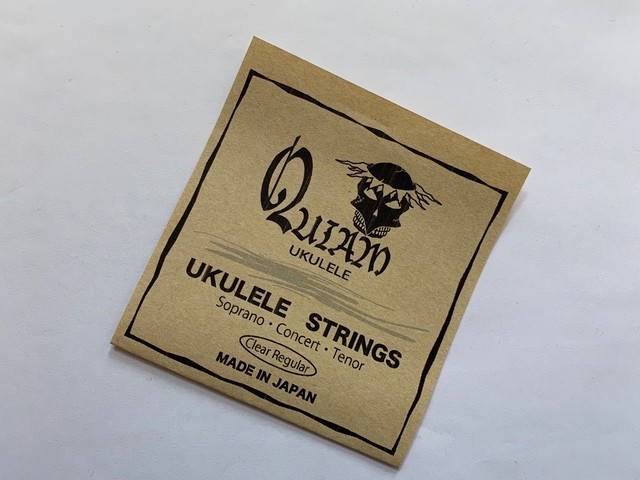 QUIAM
UKULELE
UKULELE STRINGS
Soprano・Concert・Tenor
Clear Regular
MADE IN JAPAN